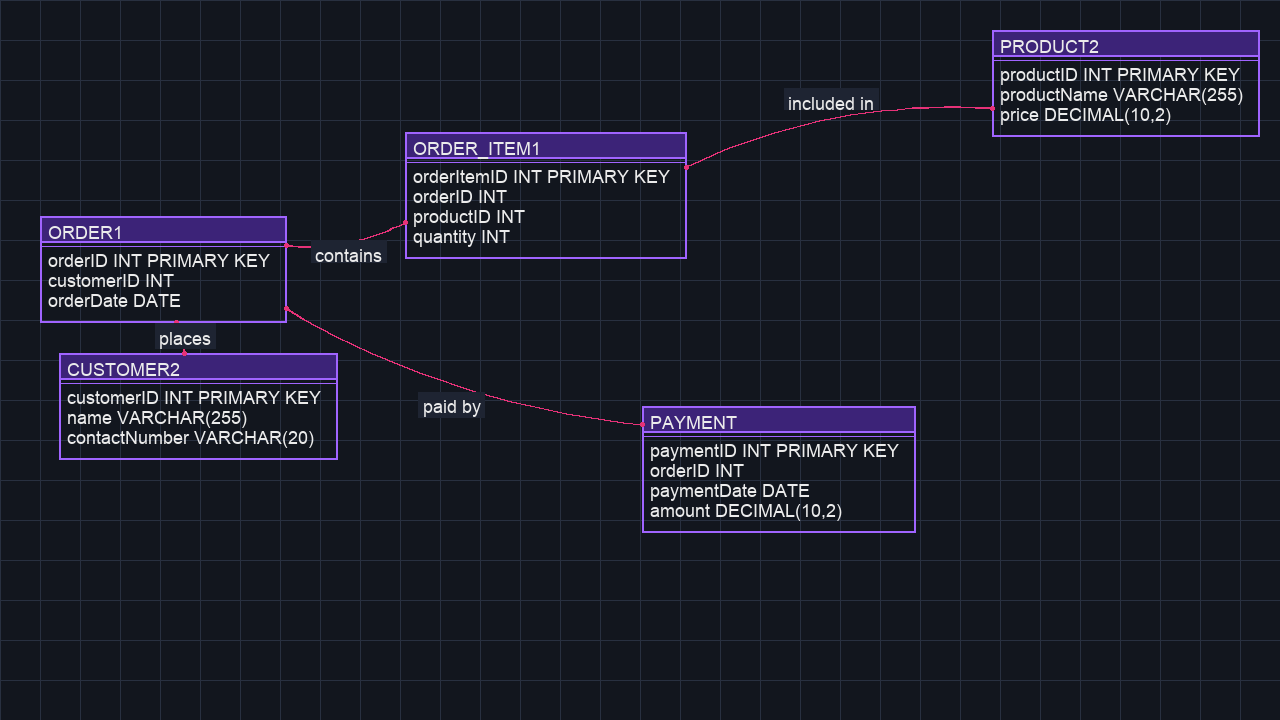 PRODUCT2
productID INT PRIMARY KEY
productName VARCHAR(255)
price DECIMAL(10,2)
included in
ORDER_ITEM1
orderItemID INT PRIMARY KEY
orderID INT
productID INT
quantity INT
ORDER1
orderID INT PRIMARY KEY
customerID INT
orderDate DATE
contains
places
CUSTOMER2
customerID INT PRIMARY KEY
name VARCHAR(255)
contactNumber VARCHAR(20)
paid by
PAYMENT
paymentID INT PRIMARY KEY
orderID INT
paymentDate DATE
amount DECIMAL(10,2)